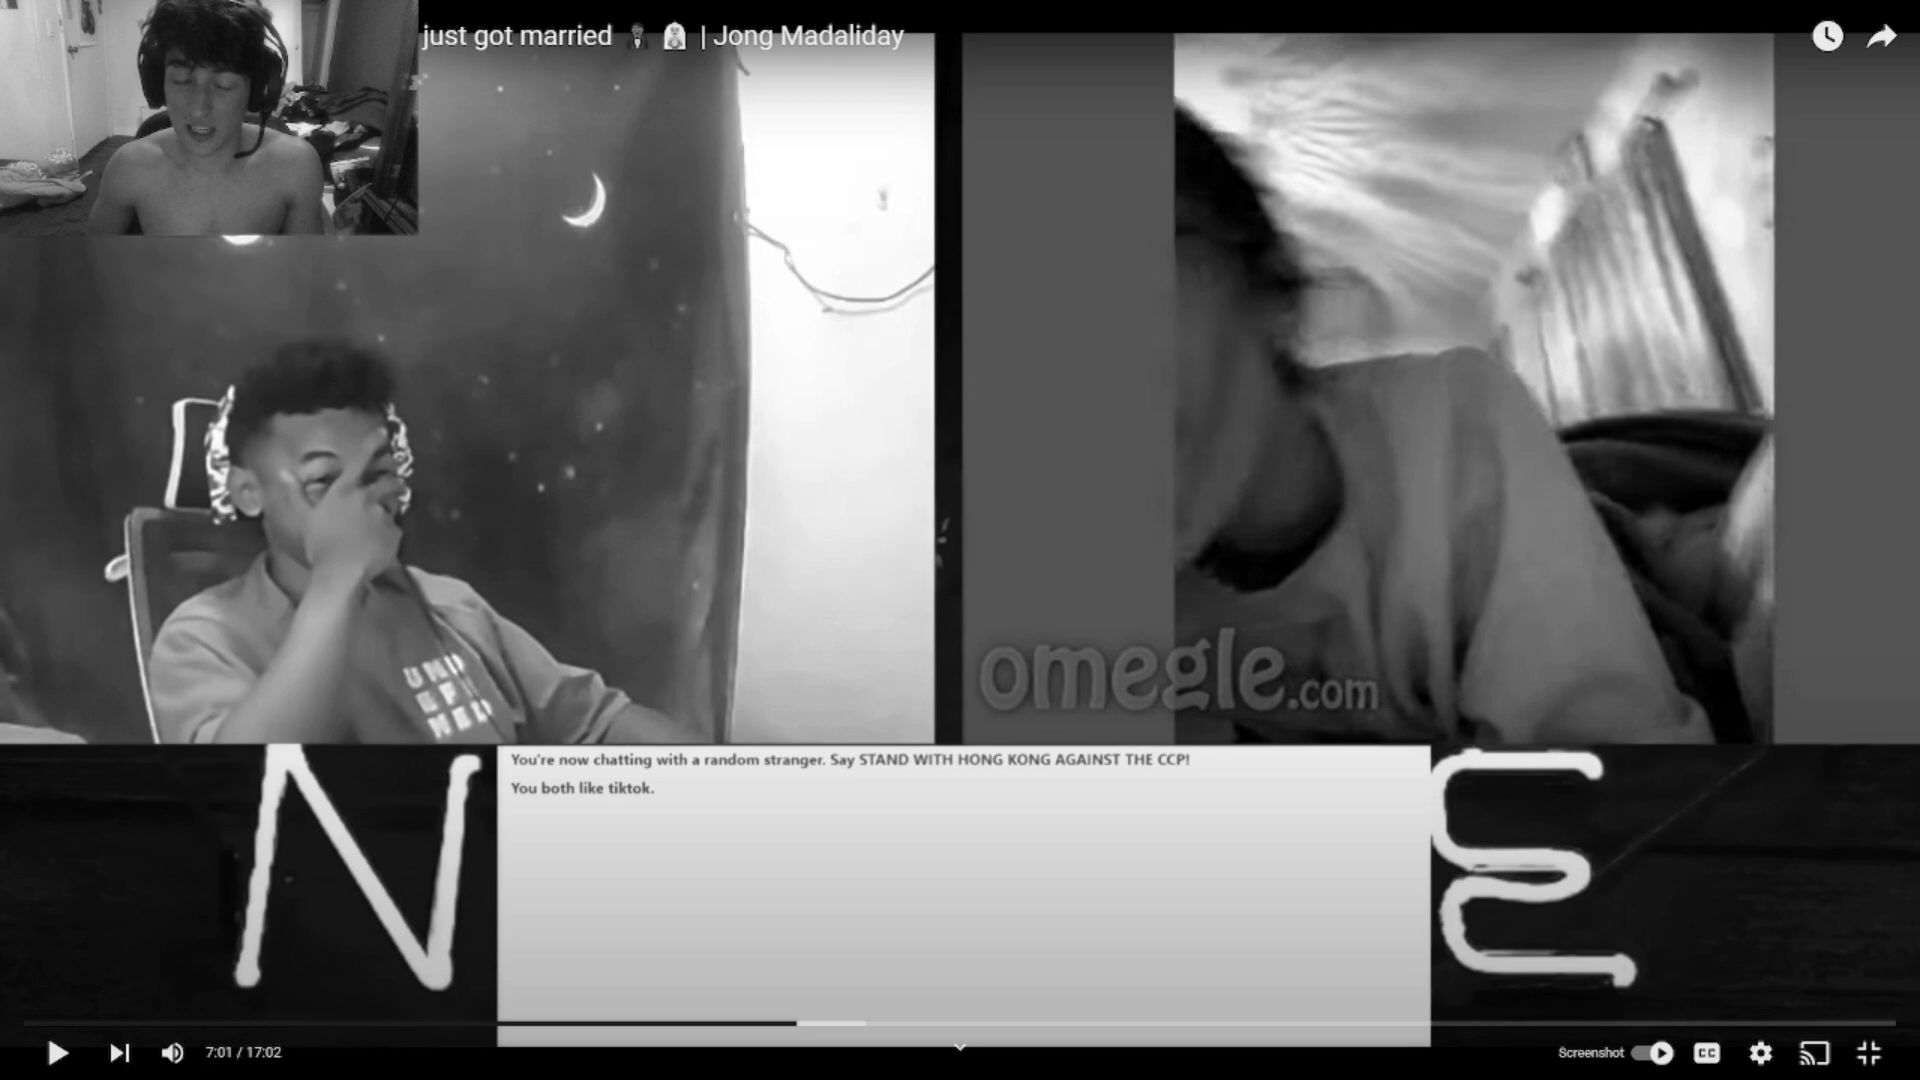 just got married 🤵🏿 👰🏻 | Jong Madaliday
omegle.com
You're now chatting with a random stranger. Say STAND WITH HONG KONG AGAINST THE CCP!
You both like tiktok.
N
7:01 / 17:02
Screenshot
CC